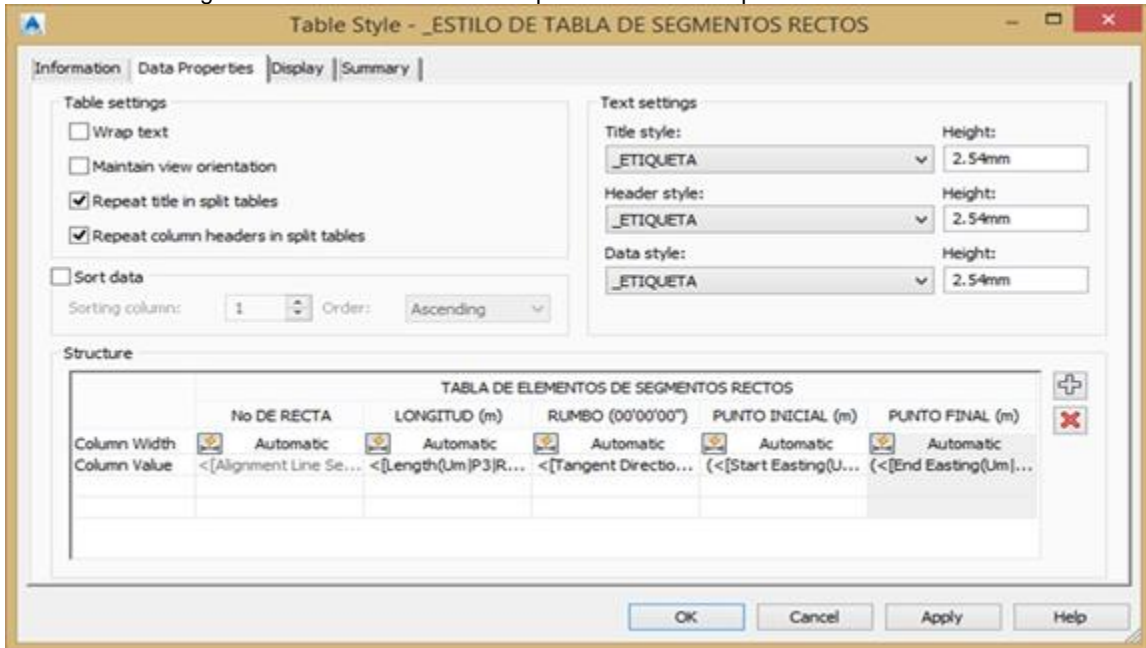 Table Style - _ESTILO DE TABLA DE SEGMENTOS RECTOS
Information Data Properties Display Summary
Table settings
Wrap text
Maintain view orientation
Repeat title in split tables
Repeat column headers in split tables
Sort data
Sorting column: 1 Order: Ascending
Text settings
Title style: Height:
_ETIQUETA 2.54mm
Header style: Height:
_ETIQUETA 2.54mm
Data style: Height:
_ETIQUETA 2.54mm
Structure
TABLA DE ELEMENTOS DE SEGMENTOS RECTOS
No DE RECTA LONGITUD (m) RUMBO (00'00'00") PUNTO INICIAL (m) PUNTO FINAL (m)
Column Width Automatic Automatic Automatic Automatic Automatic
Column Value <[Alignment Line Se... <[Length(Um|P3|R... <[Tangent Directio... (<[Start Easting(U... (<[End Easting(Um|...
OK Cancel Apply Help